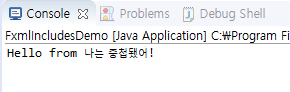 Console Problems Debug Shell
FxmlIncludesDemo [Java Application] C:₩Program Fi
Hello from 나는 중첩됐어!